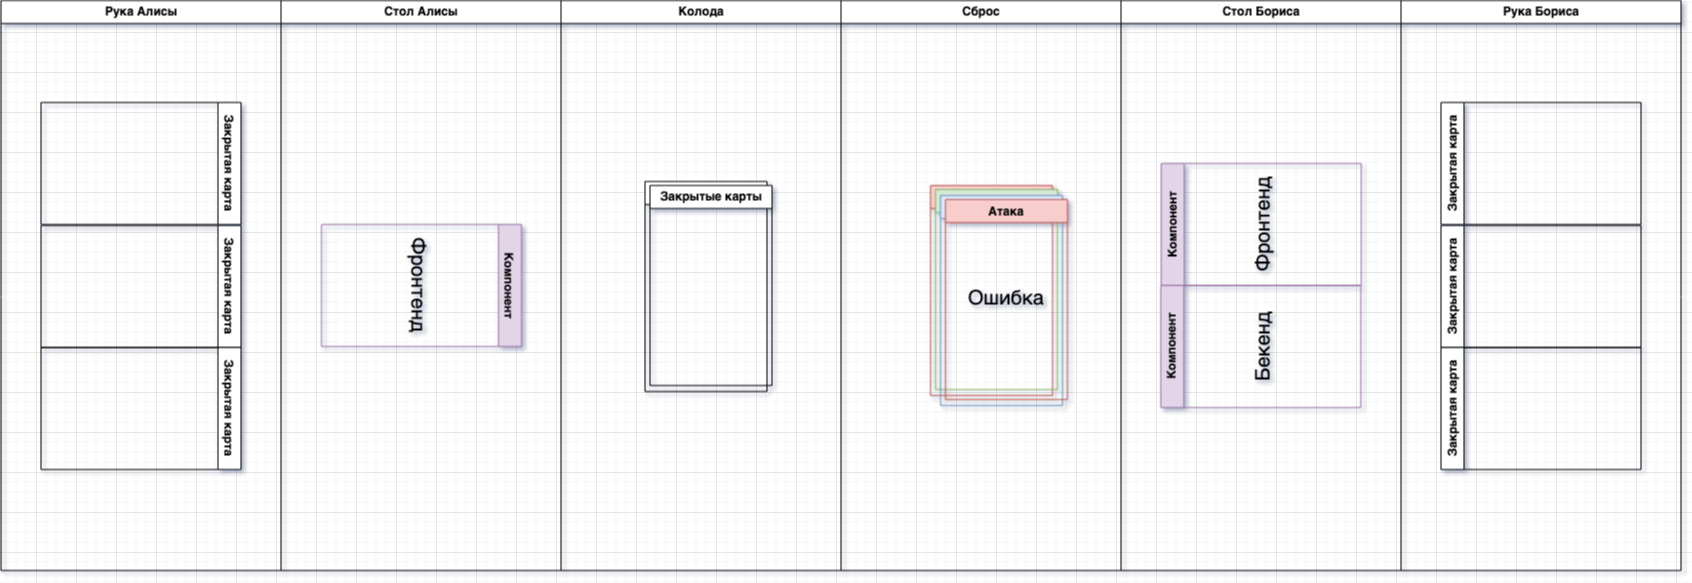 Рука Алисы
Стол Алисы
Колода
Сброс
Стол Бориса
Рука Бориса
Закрытая карта
Закрытая карта
Закрытая карта
Фронтенд
Компонент
Закрытые карты
Атака
Ошибка
Компонент
Фронтенд
Компонент
Бекенд
Закрытая карта
Закрытая карта
Закрытая карта